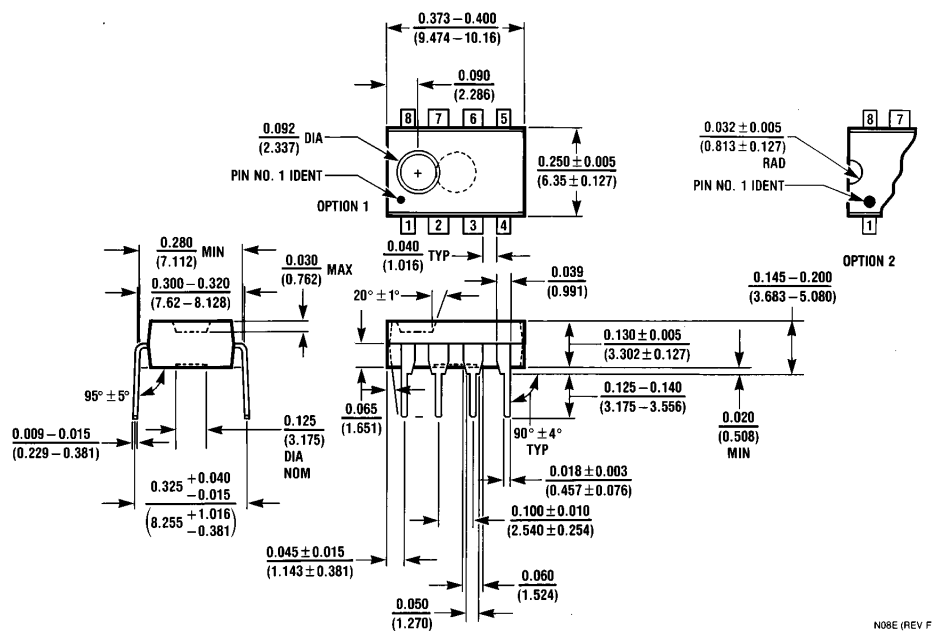 0.373 – 0.400
(9.474 – 10.16)
0.090
(2.286)
8 7 6 5
0.092 DIA
(2.337)
PIN NO. 1 IDENT
OPTION 1
+
0.250 ± 0.005
(6.35 ± 0.127)
1 2 3 4
8 7
0.032 ± 0.005
(0.813 ± 0.127)
RAD
PIN NO. 1 IDENT
1
OPTION 2
0.280 MIN
(7.112)
0.300 – 0.320
(7.62 – 8.128)
0.030 MAX
(0.762)
0.040 TYP
(1.016)
0.039
(0.991)
20° ± 1°
0.145 – 0.200
(3.683 – 5.080)
0.130 ± 0.005
(3.302 ± 0.127)
95° ± 5°
0.065
(1.651)
0.125 – 0.140
(3.175 – 3.556)
0.020
(0.508)
MIN
90° ± 4°
TYP
0.009 – 0.015
(0.229 – 0.381)
0.125
(3.175)
DIA
NOM
0.018 ± 0.003
(0.457 ± 0.076)
0.325 +0.040
–0.015
(8.255 +1.016
–0.381)
0.100 ± 0.010
(2.540 ± 0.254)
0.045 ± 0.015
(1.143 ± 0.381)
0.060
(1.524)
0.050
(1.270)
N08E (REV F